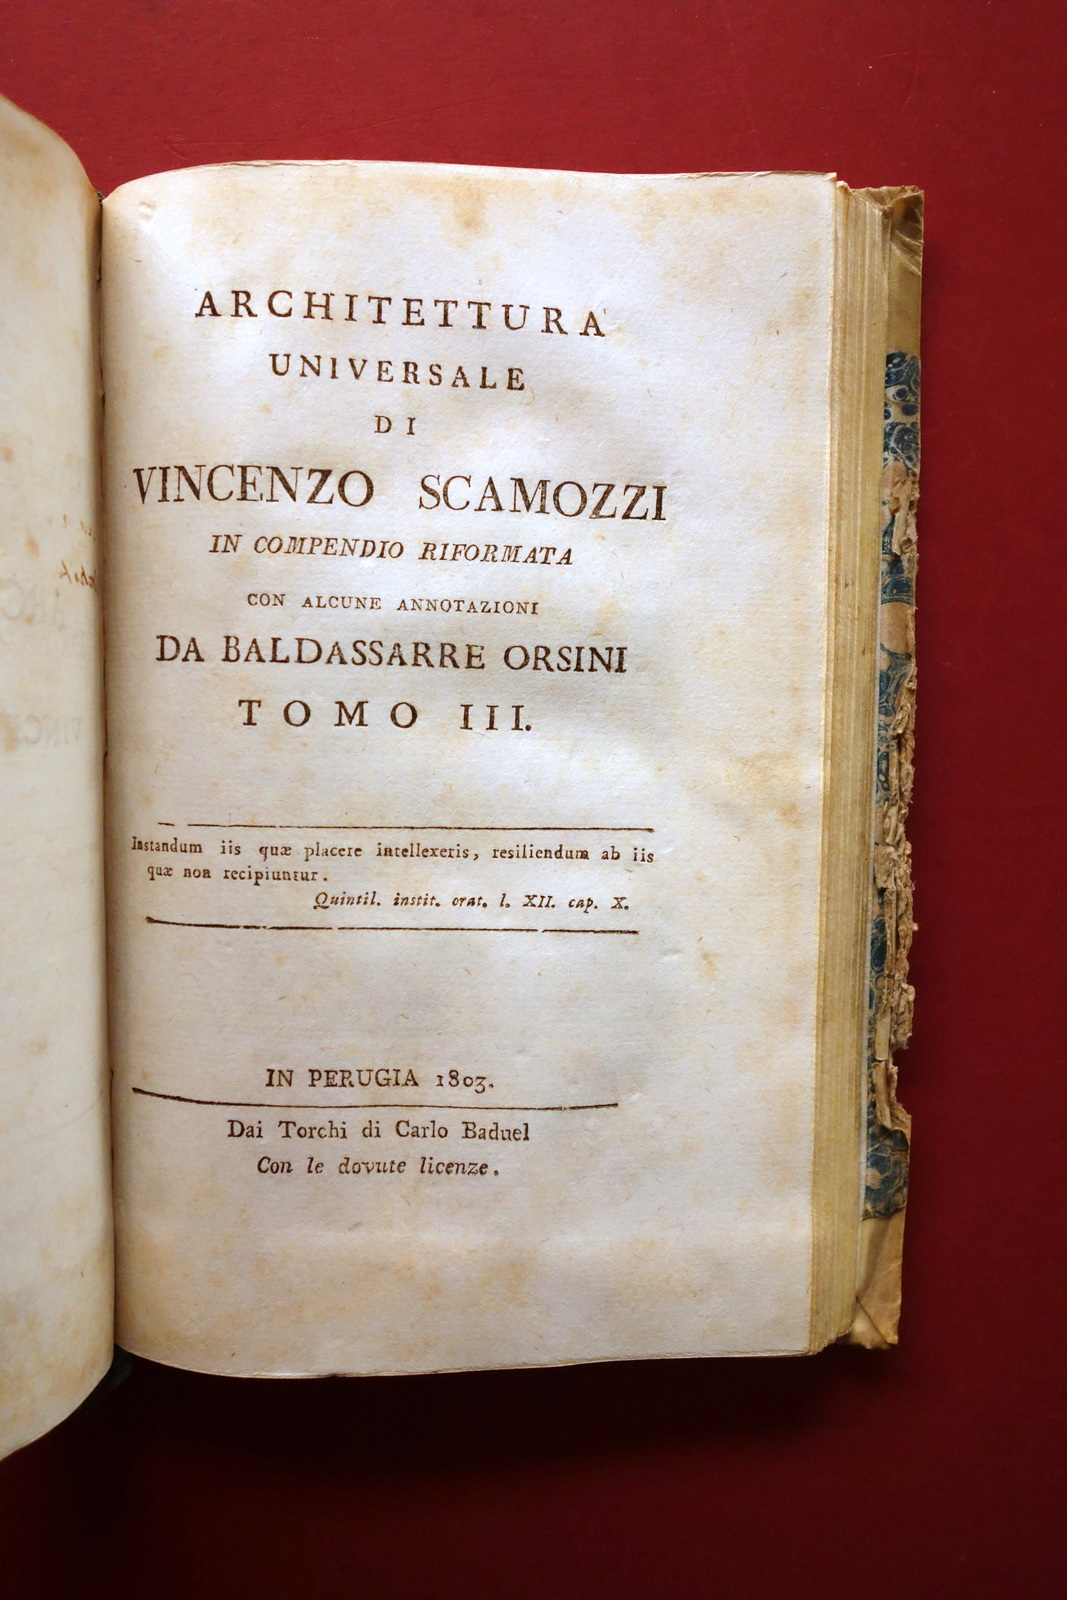 ARCHITETTURA
UNIVERSALE
DI
VINCENZO SCAMOZZI
IN COMPENDIO RIFORMATA
CON ALCUNE ANNOTAZIONI
DA BALDASSARRE ORSINI
TOMO III.
Instandum iis quæ placere intellexeris, resiliendum ab iis
quæ non recipiuntur.
Quintil. instit. orat. l. XII. cap. X.
IN PERUGIA 1803.
Dai Torchi di Carlo Baduel
Con le dovute licenze.